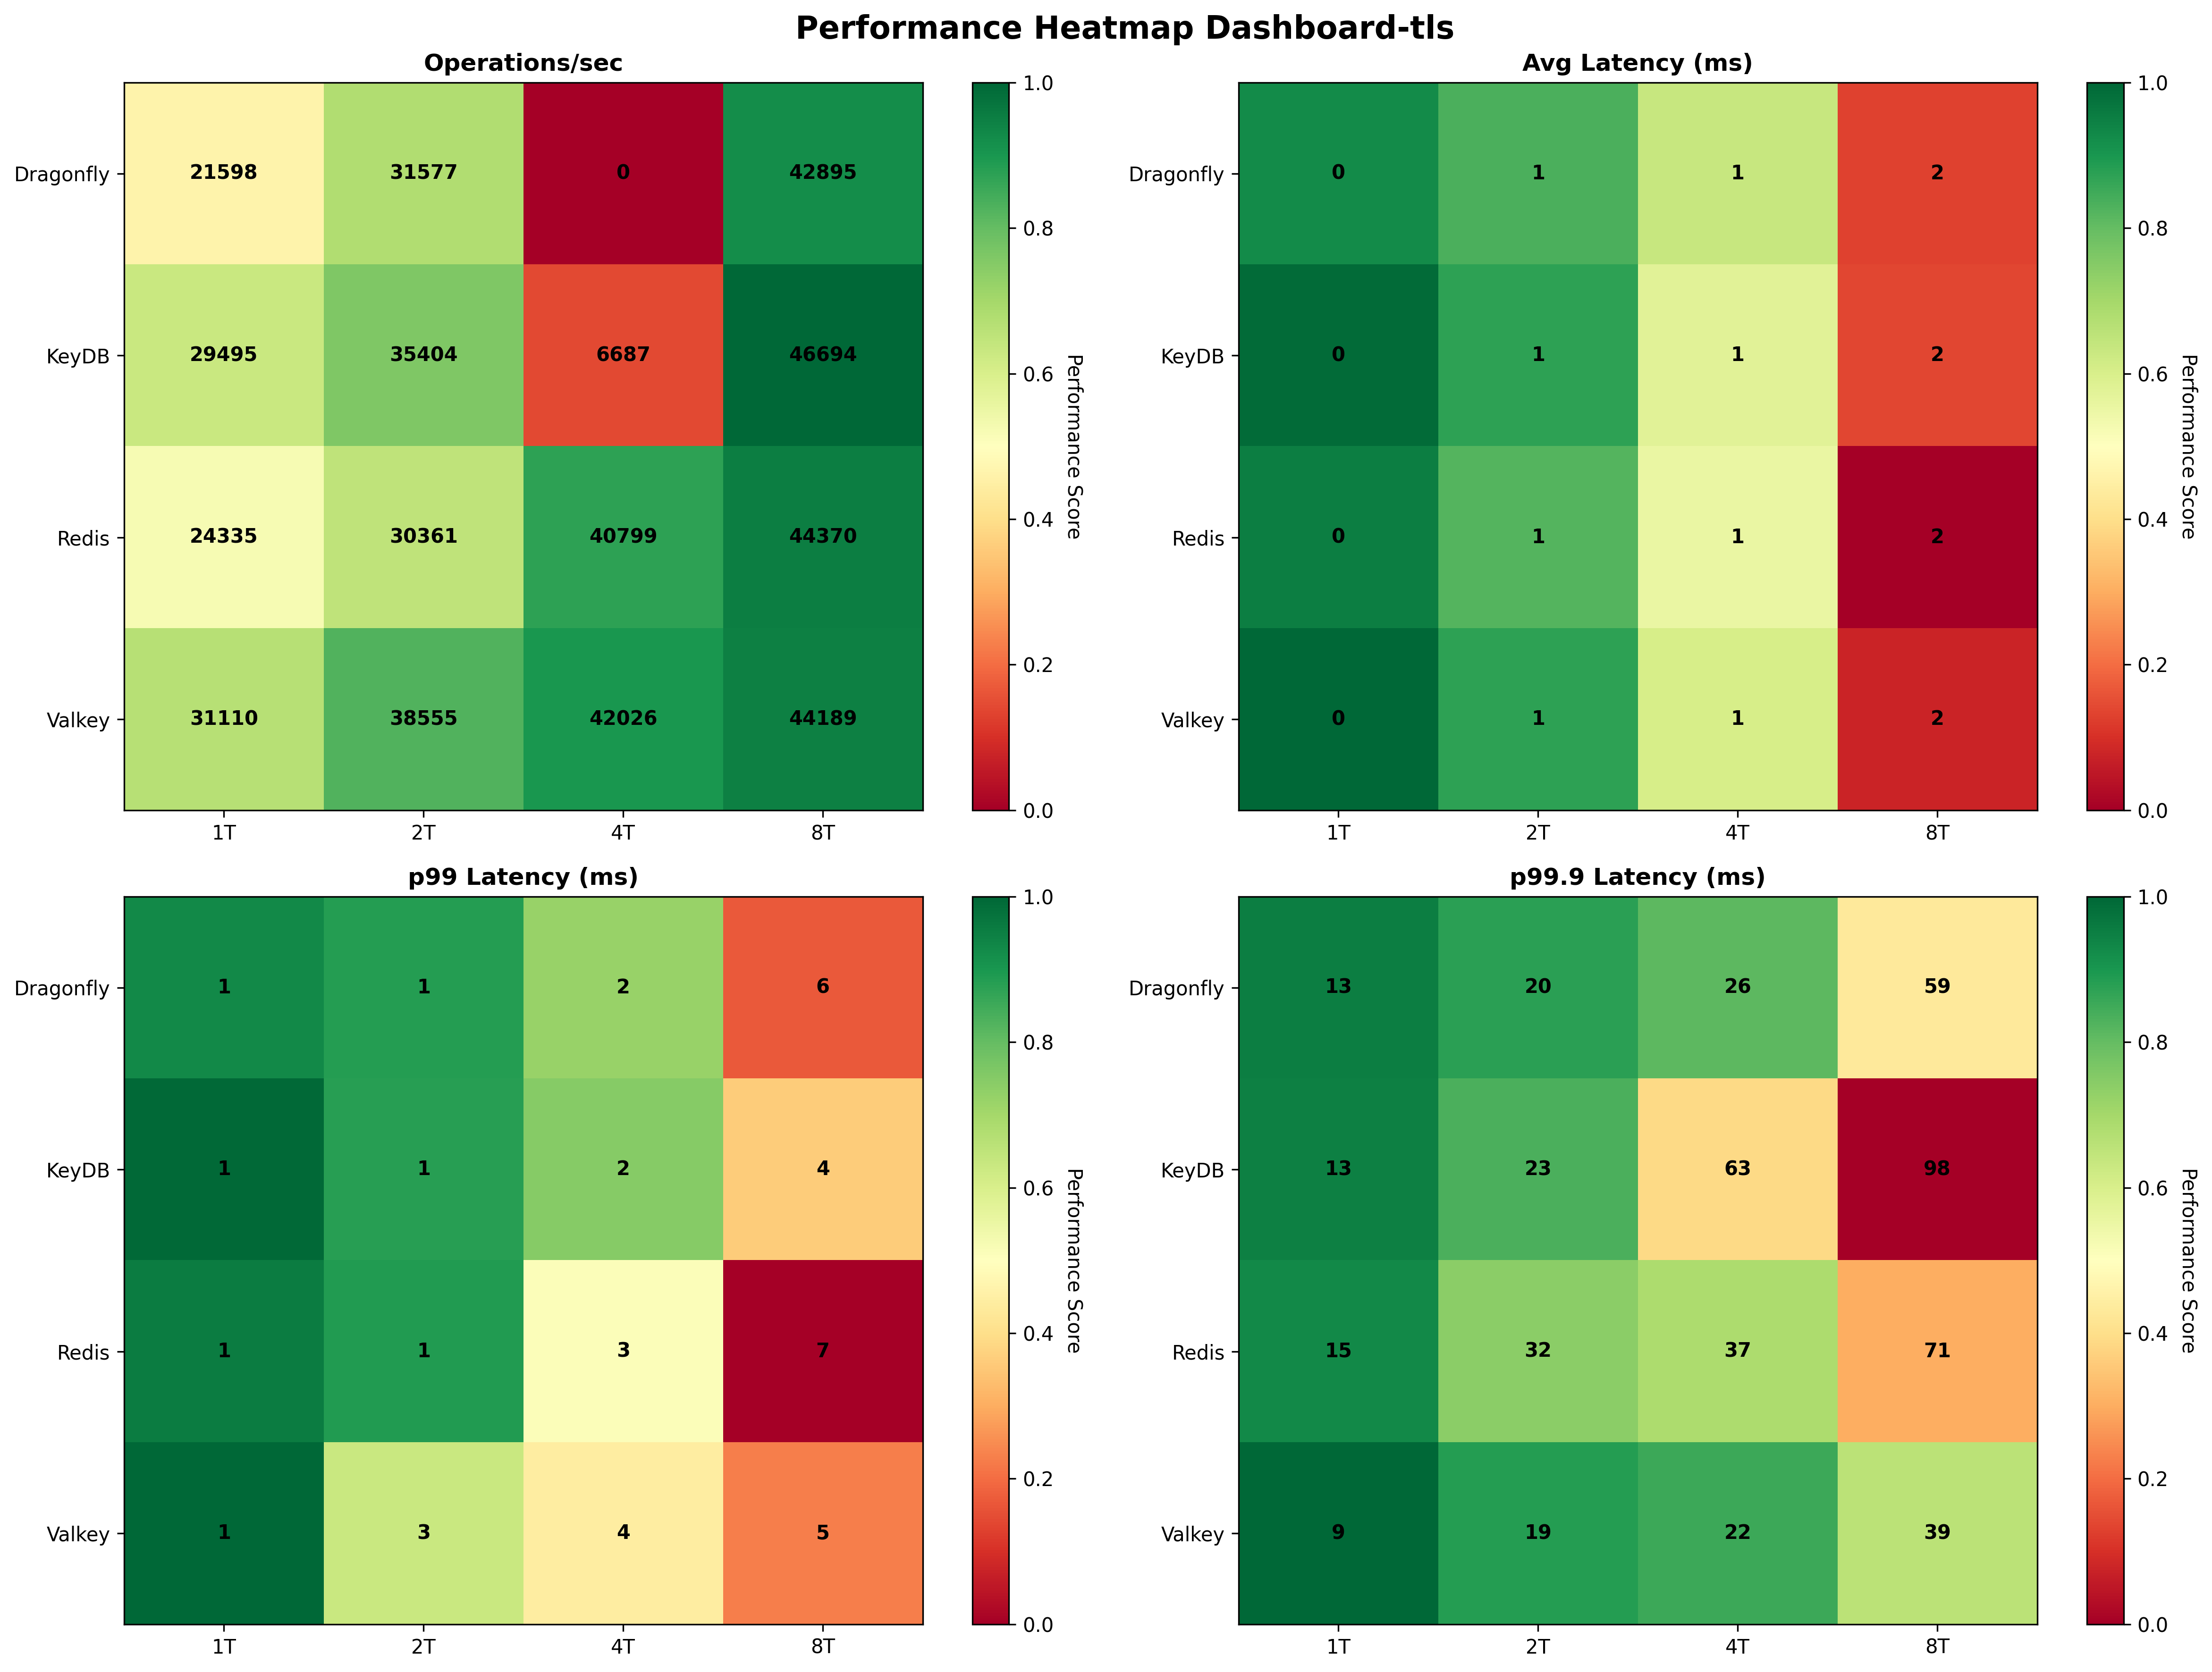 Performance Heatmap Dashboard-tls
Operations/sec
Dragonfly 21598 31577 0 42895
KeyDB 29495 35404 6687 46694
Redis 24335 30361 40799 44370
Valkey 31110 38555 42026 44189
1T 2T 4T 8T
1.0
0.8
0.6
0.4
0.2
0.0
Performance Score
Avg Latency (ms)
Dragonfly 0 1 1 2
KeyDB 0 1 1 2
Redis 0 1 1 2
Valkey 0 1 1 2
1T 2T 4T 8T
1.0
0.8
0.6
0.4
0.2
0.0
Performance Score
p99 Latency (ms)
Dragonfly 1 1 2 6
KeyDB 1 1 2 4
Redis 1 1 3 7
Valkey 1 3 4 5
1T 2T 4T 8T
1.0
0.8
0.6
0.4
0.2
0.0
Performance Score
p99.9 Latency (ms)
Dragonfly 13 20 26 59
KeyDB 13 23 63 98
Redis 15 32 37 71
Valkey 9 19 22 39
1T 2T 4T 8T
1.0
0.8
0.6
0.4
0.2
0.0
Performance Score